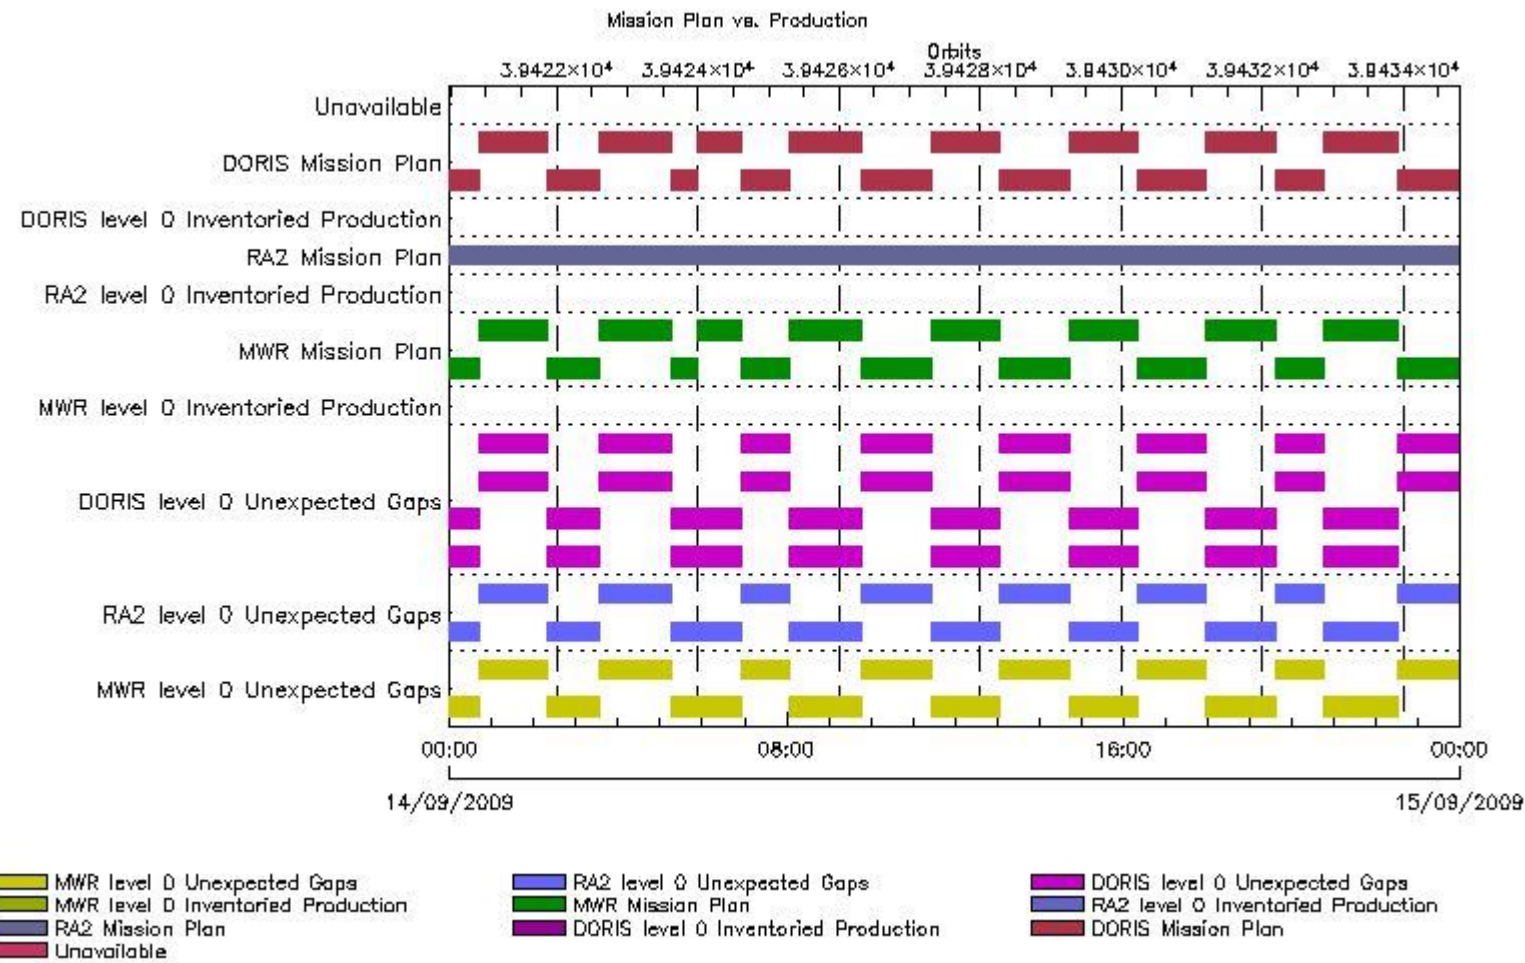 Mission Plan vs. Production
Orbits
3.9422×10⁴ 3.9424×10⁴ 3.9426×10⁴ 3.9428×10⁴ 3.9430×10⁴ 3.9432×10⁴ 3.9434×10⁴
Unavailable
DORIS Mission Plan
DORIS level 0 Inventoried Production
RA2 Mission Plan
RA2 level 0 Inventoried Production
MWR Mission Plan
MWR level 0 Inventoried Production
DORIS level 0 Unexpected Gaps
RA2 level 0 Unexpected Gaps
MWR level 0 Unexpected Gaps
00:00 08:00 16:00 00:00
14/09/2009 15/09/2009
MWR level 0 Unexpected Gaps RA2 level 0 Unexpected Gaps DORIS level 0 Unexpected Gaps
MWR level 0 Inventoried Production MWR Mission Plan RA2 level 0 Inventoried Production
RA2 Mission Plan DORIS level 0 Inventoried Production DORIS Mission Plan
Unavailable